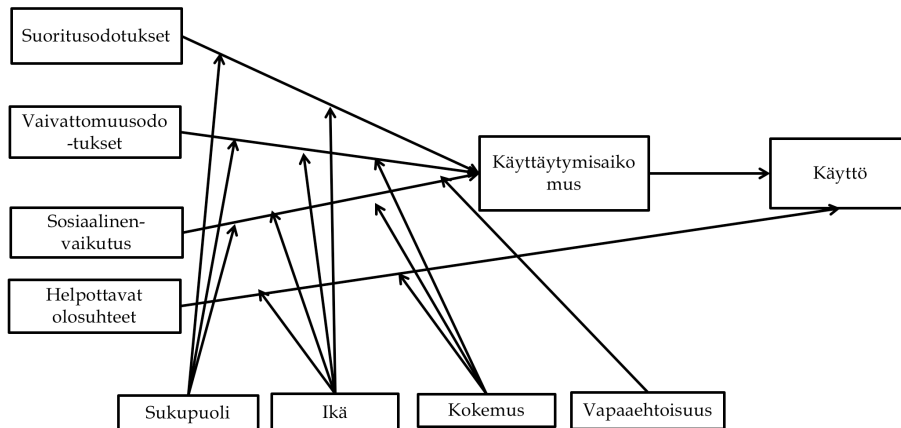 Suoritusodotukset
Vaivattomuusodo
-tukset
Käyttäytymisaiko
mus
Käyttö
Sosiaalinen-
vaikutus
Helpottavat
olosuhteet
Sukupuoli
Ikä
Kokemus
Vapaaehtoisuus